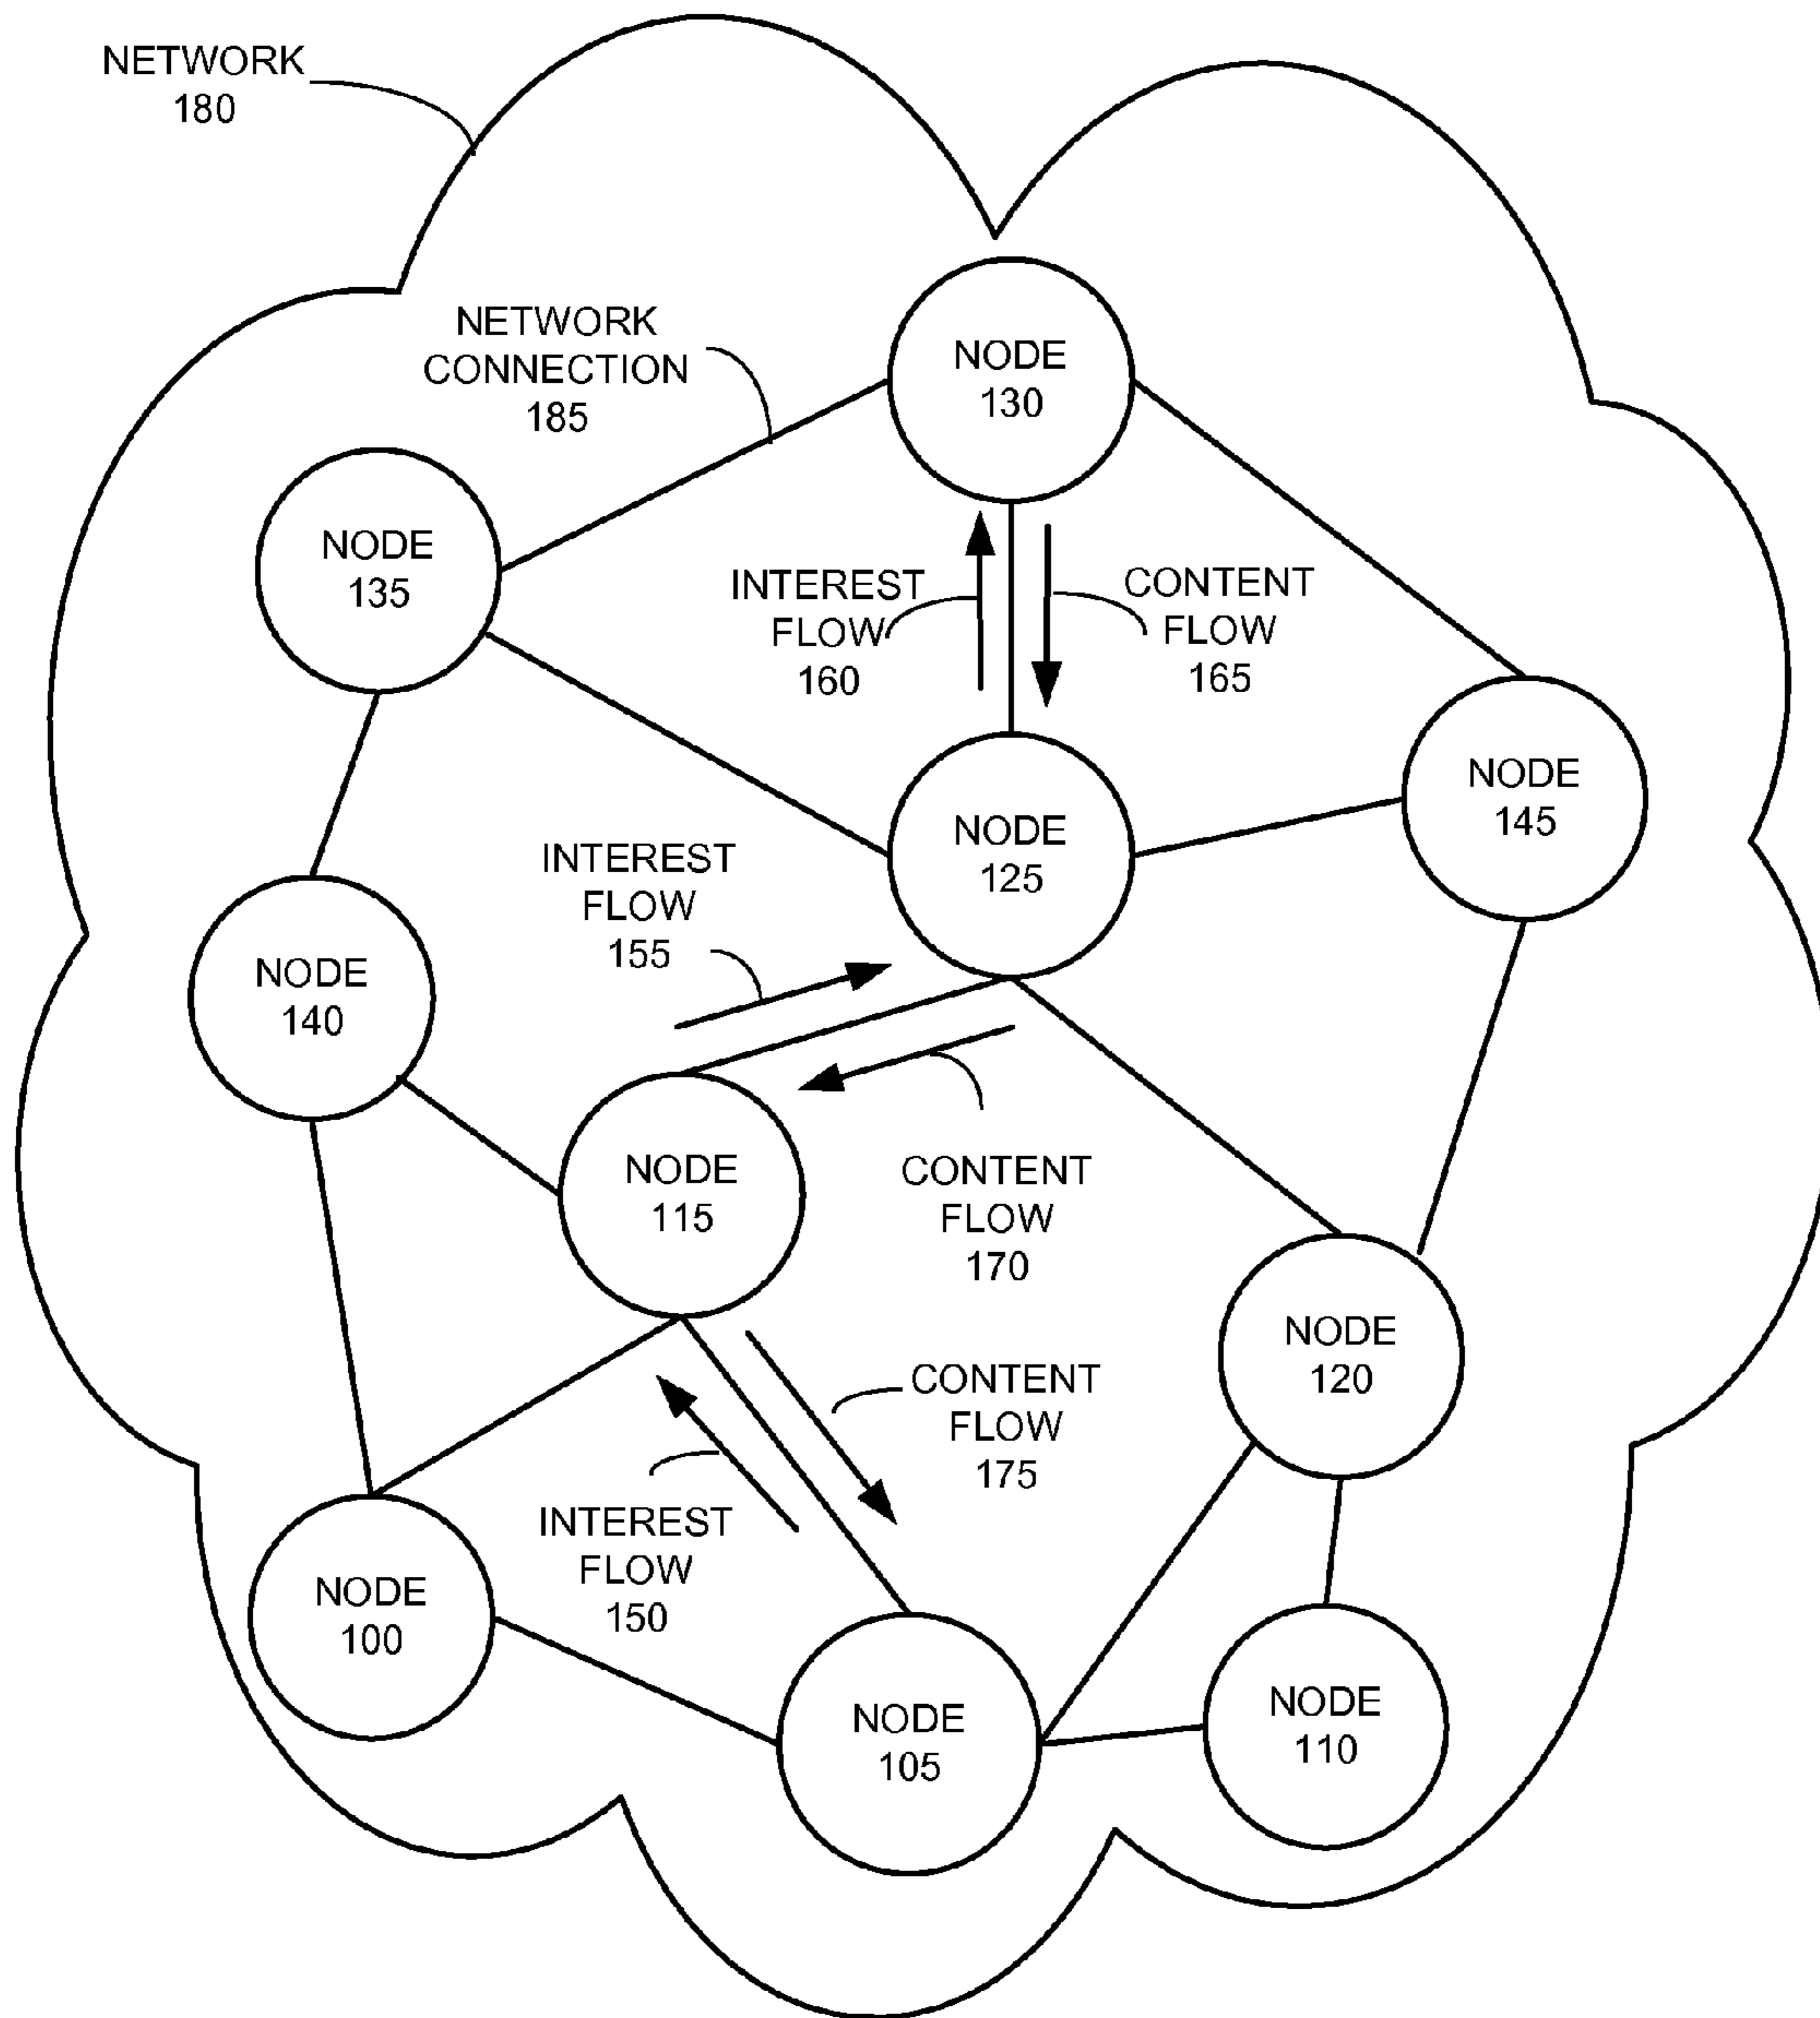 NETWORK
180
NETWORK
CONNECTION
185
NODE
130
NODE
135
INTEREST
FLOW
160
CONTENT
FLOW
165
NODE
145
NODE
125
INTEREST
FLOW
155
NODE
140
NODE
115
CONTENT
FLOW
170
NODE
120
CONTENT
FLOW
175
INTEREST
FLOW
150
NODE
100
NODE
105
NODE
110